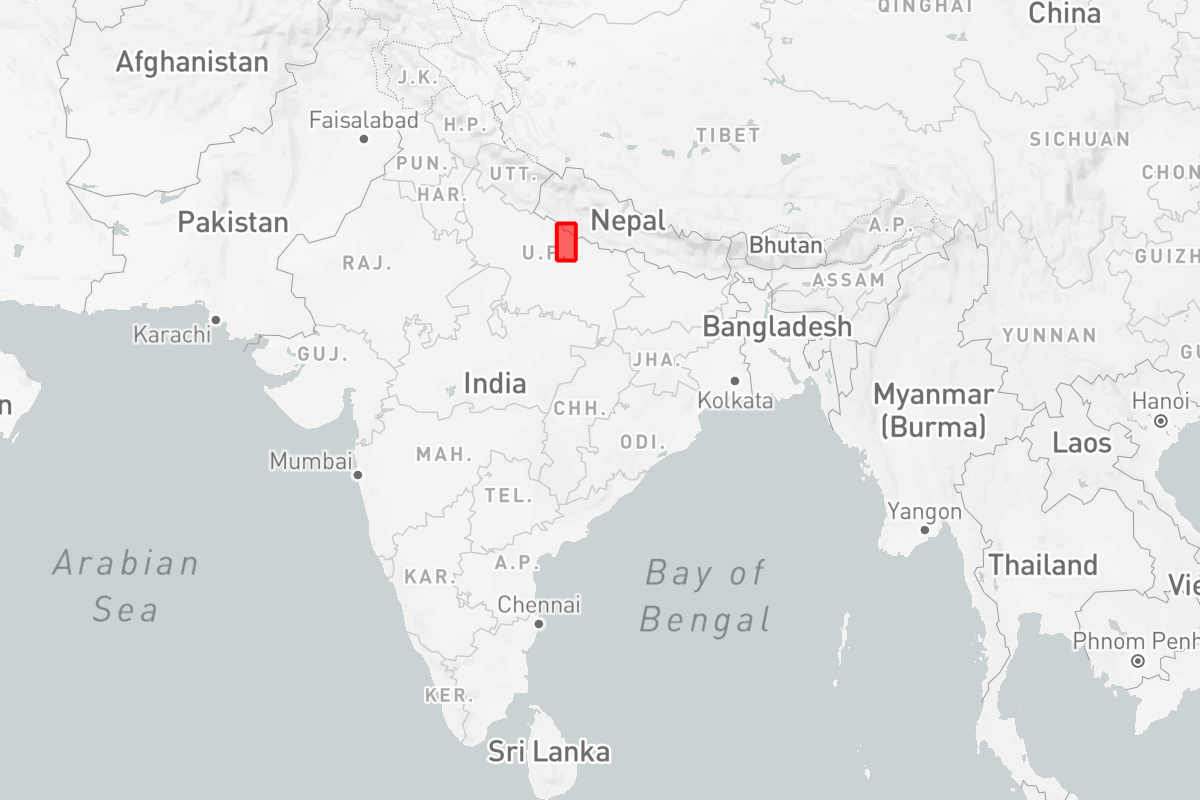 QINGHAI
China
Afghanistan
J.K.
Faisalabad
H.P.
TIBET
SICHUAN
PUN.
UTT.
CHON
HAR.
Pakistan
Nepal
A.P.
Bhutan
U.P
RAJ.
ASSAM
GUIZH
Karachi
Bangladesh
YUNNAN
GUJ.
JHA.
GU
India
Kolkata
Myanmar
(Burma)
Hanoi
n
CHH.
ODI.
Laos
MAH.
Mumbai
TEL.
Yangon
Arabian
Sea
A.P.
Bay of
Bengal
Thailand
KAR.
Vie
Chennai
Phnom Penh
KER.
Sri Lanka